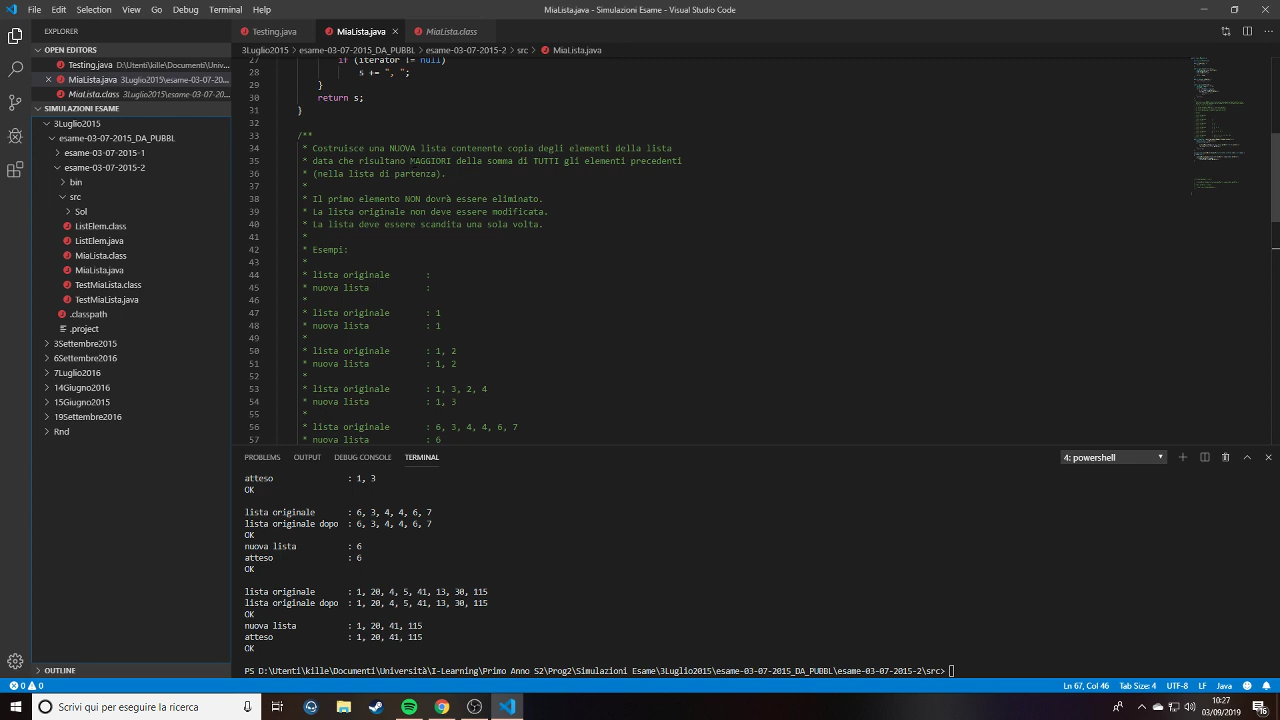 File Edit Selection View Go Debug Terminal Help
MiaLista.java - Simulazioni Esame - Visual Studio Code
EXPLORER
OPEN EDITORS
Testing.java D:\Utenti\kille\Documenti\Univer...
MiaLista.java 3Luglio2015\esame-03-07-20...
MiaLista.class 3Luglio2015\esame-03-07-20...
SIMULAZIONI ESAME
3Luglio2015
esame-03-07-2015_DA_PUBBL
esame-03-07-2015-1
esame-03-07-2015-2
bin
src
Sol
ListElem.class
ListElem.java
MiaLista.class
MiaLista.java
TestMiaLista.class
TestMiaLista.java
.classpath
.project
3Settembre2015
6Settembre2016
7Luglio2016
14Giugno2016
15Giugno2015
19Settembre2016
Rnd
OUTLINE
Testing.java MiaLista.java MiaLista.class
3Luglio2015 > esame-03-07-2015_DA_PUBBL > esame-03-07-2015-2 > src > MiaLista.java
27 if (iterator != null)
28 s += ", ";
29 }
30 return s;
31 }
32
33 /**
34 * Costruisce una NUOVA lista contenente copia degli elementi della lista
35 * data che risultano MAGGIORI della somma di TUTTI gli elementi precedenti
36 * (nella lista di partenza).
37 *
38 * Il primo elemento NON dovrà essere eliminato.
39 * La lista originale non deve essere modificata.
40 * La lista deve essere scandita una sola volta.
41 *
42 * Esempi:
43 *
44 * lista originale :
45 * nuova lista :
46 *
47 * lista originale : 1
48 * nuova lista : 1
49 *
50 * lista originale : 1, 2
51 * nuova lista : 1, 2
52 *
53 * lista originale : 1, 3, 2, 4
54 * nuova lista : 1, 3
55 *
56 * lista originale : 6, 3, 4, 4, 6, 7
57 * nuova lista : 6
PROBLEMS OUTPUT DEBUG CONSOLE TERMINAL
4: powershell
atteso : 1, 3
OK
lista originale : 6, 3, 4, 4, 6, 7
lista originale dopo : 6, 3, 4, 4, 6, 7
OK
nuova lista : 6
atteso : 6
OK
lista originale : 1, 20, 4, 5, 41, 13, 30, 115
lista originale dopo : 1, 20, 4, 5, 41, 13, 30, 115
OK
nuova lista : 1, 20, 41, 115
atteso : 1, 20, 41, 115
OK
PS D:\Utenti\kille\Documenti\Università\I-Learning\Primo Anno S2\Prog2\Simulazioni Esame\3Luglio2015\esame-03-07-2015_DA_PUBBL\esame-03-07-2015-2\src>
0 0
Ln 67, Col 46 Tab Size: 4 UTF-8 LF Java
Scrivi qui per eseguire la ricerca
10:27
03/09/2019